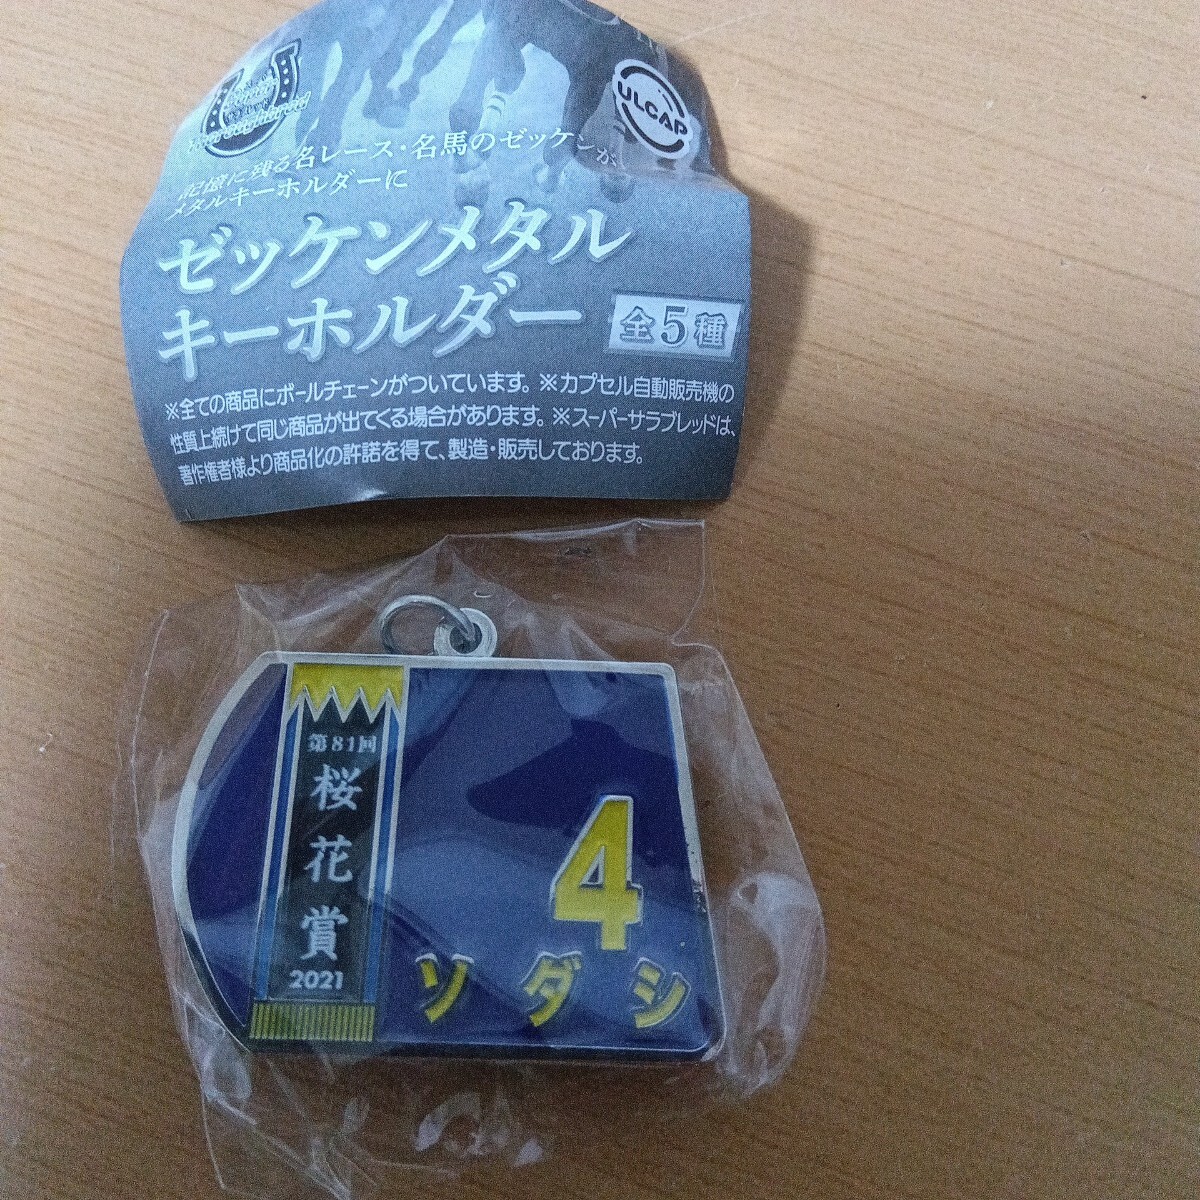 Thoroughbred
ULCAP
記憶に残る名レース・名馬のゼッケンが
メタルキーホルダーに
ゼッケンメタル
キーホルダー
全5種
※全ての商品にボールチェーンがついています。※カプセル自動販売機の
性質上続けて同じ商品が出てくる場合があります。※スーパーサラブレッドは、
著作権者様より商品化の許諾を得て、製造・販売しております。
第81回
桜花賞
2021
4
ソダシ